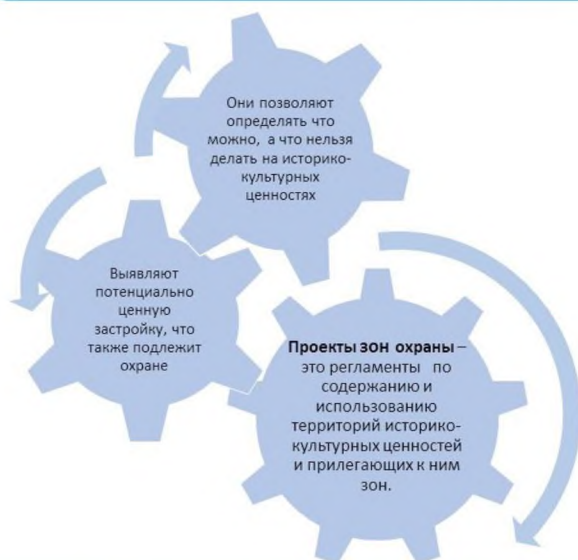 Они позволяют
определять что
можно, а что нельзя
делать на историко-
культурных
ценностях
Выявляют
потенциально
ценную
застройку, что
также подлежит
охране
Проекты зон охраны –
это регламенты по
содержанию и
использованию
территорий историко-
культурных ценностей
и прилегающих к ним
зон.